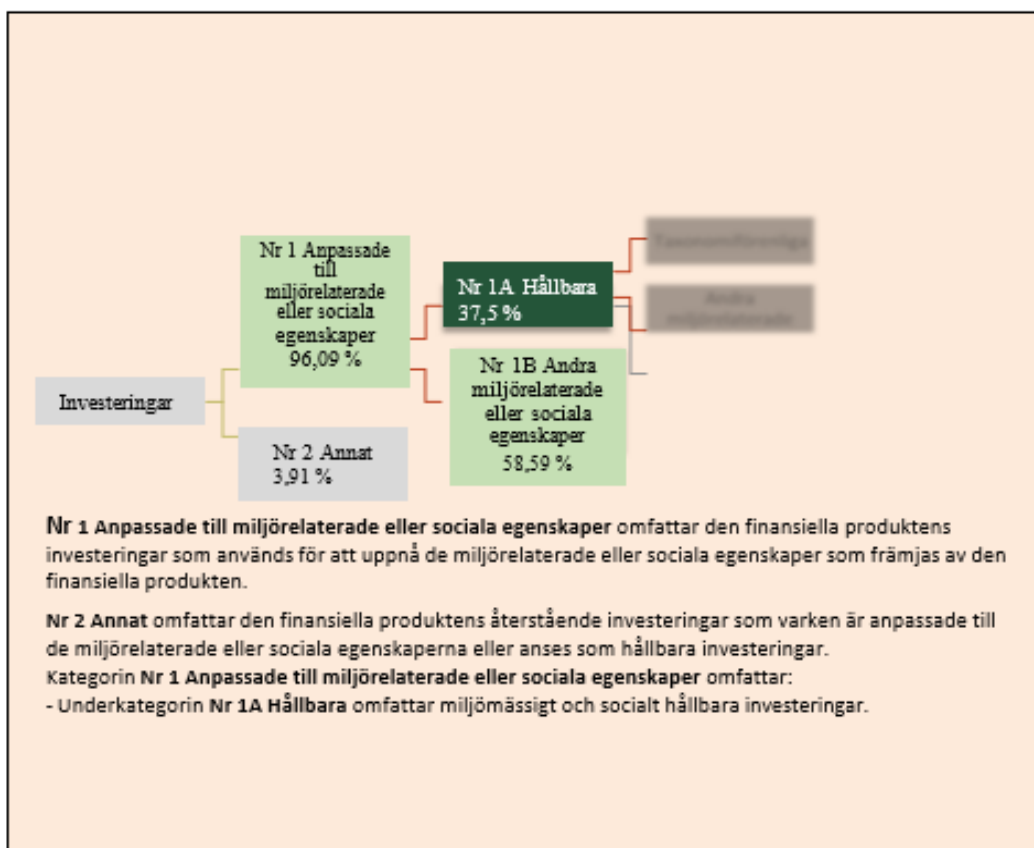 Taxonomiförenliga
Nr 1 Anpassade
till
miljörelaterade
eller sociala
egenskaper
96,09 %
Nr 1A Hållbara
37,5 %
Andra
miljörelaterade
Nr 1B Andra
miljörelaterade
eller sociala
egenskaper
58,59 %
Investeringar
Nr 2 Annat
3,91 %
Nr 1 Anpassade till miljörelaterade eller sociala egenskaper omfattar den finansiella produktens
investeringar som används för att uppnå de miljörelaterade eller sociala egenskaper som främjas av den
finansiella produkten.
Nr 2 Annat omfattar den finansiella produktens återstående investeringar som varken är anpassade till
de miljörelaterade eller sociala egenskaperna eller anses som hållbara investeringar.
Kategorin Nr 1 Anpassade till miljörelaterade eller sociala egenskaper omfattar:
- Underkategorin Nr 1A Hållbara omfattar miljömässigt och socialt hållbara investeringar.